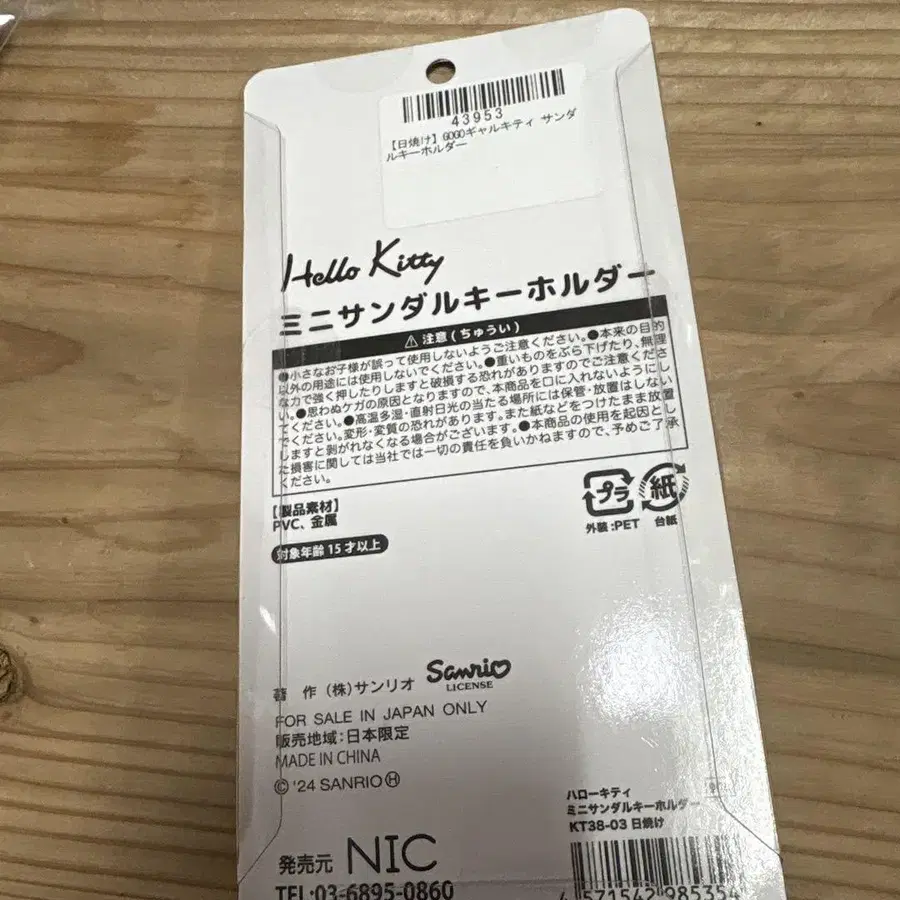 43953
【日焼け】GOGOギャルキティ サンダ
ルキーホルダー
Hello Kitty
ミニサンダルキーホルダー
⚠注意(ちゅうい)
●小さなお子様が誤って使用しないようご注意ください。●本来の目的
以外の用途には使用しないでください。●重いものをぶら下げたり、無理
な力で強く押したりしますと破損する恐れがありますのでご注意くださ
い。●思わぬケガの原因となりますので、本商品を口に入れないようにし
てください。●高温多湿・直射日光の当たる場所には保管・放置はしない
でください。変形・変質の恐れがあります。また紙などをつけたまま放置
しますと剥がれなくなる場合がございます。●本商品の使用を起因とし
た損害に関しては当社では一切の責任を負いかねますので、予めご了承
ください。
【製品素材】
PVC、金属
対象年齢15才以上
プラ
紙
外装:PET 台紙
著 作 (株)サンリオ Sanrio
LICENSE
FOR SALE IN JAPAN ONLY
販売地域:日本限定
MADE IN CHINA
© '24 SANRIO Ⓗ
ハローキティ
ミニサンダルキーホルダー
KT38-03 日焼け
発売元 NIC
TEL:03-6895-0860
4 571542 985354